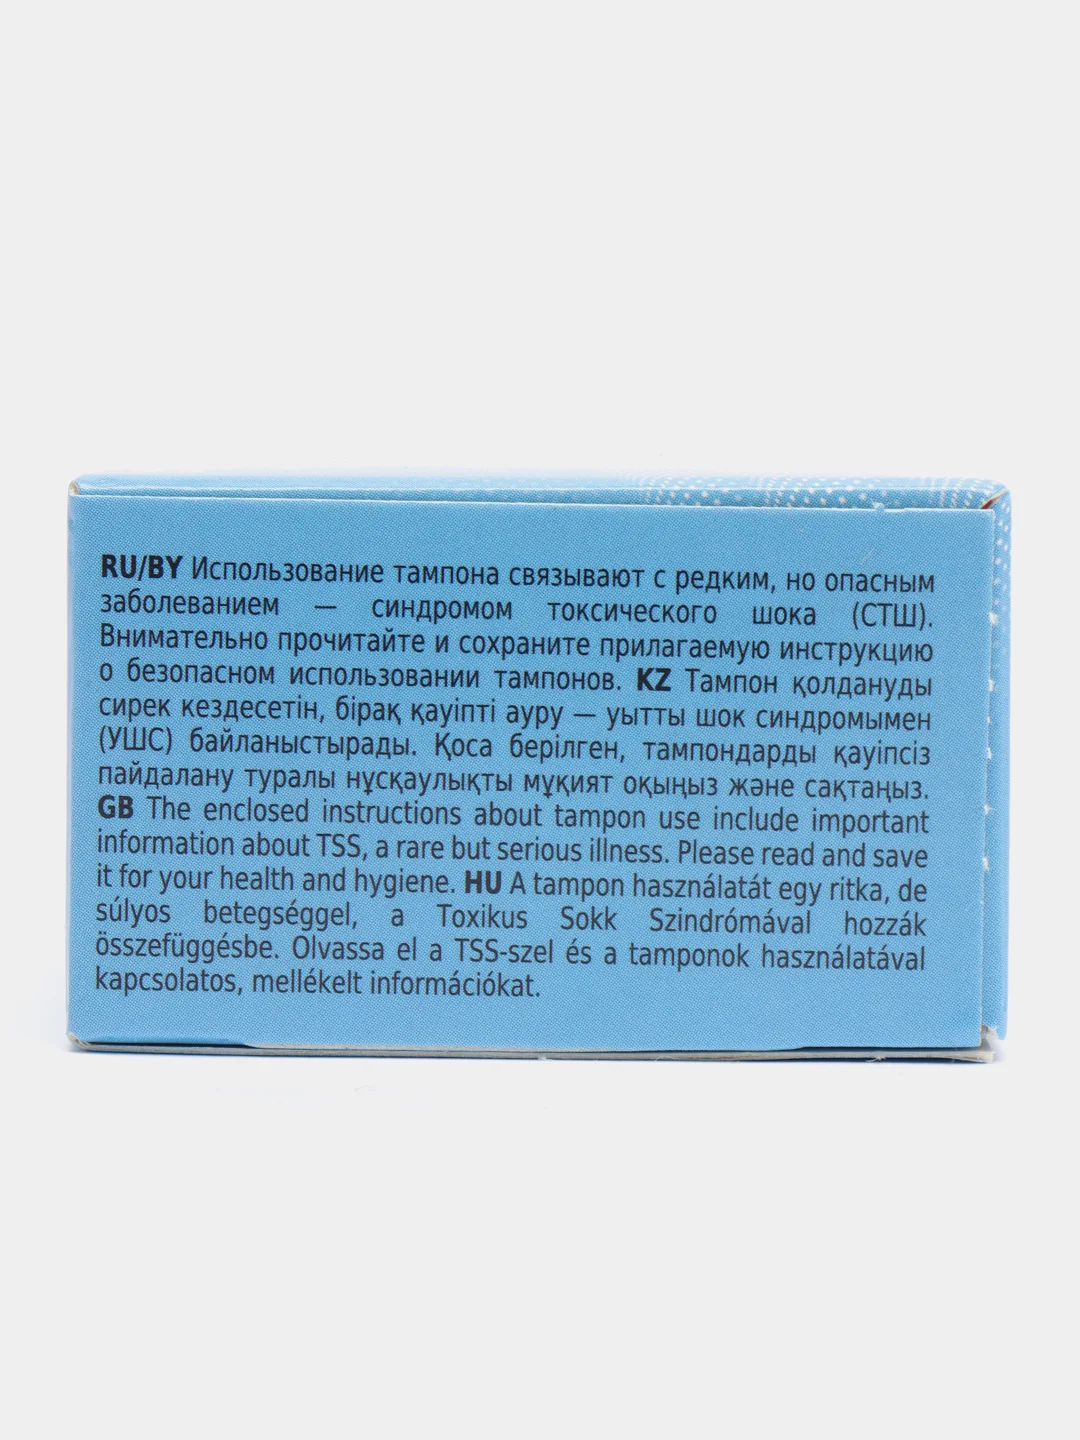 RU/BY Использование тампона связывают с редким, но опасным
заболеванием — синдромом токсического шока (СТШ).
Внимательно прочитайте и сохраните прилагаемую инструкцию
о безопасном использовании тампонов. KZ Тампон қолдануды
сирек кездесетін, бірақ қауіпті ауру — уытты шок синдромымен
(УШС) байланыстырады. Қоса берілген, тампондарды қауіпсіз
пайдалану туралы нұсқаулықты мұқият оқыңыз және сақтаңыз.
GB The enclosed instructions about tampon use include important
information about TSS, a rare but serious illness. Please read and save
it for your health and hygiene. HU A tampon használatát egy ritka, de
súlyos betegséggel, a Toxikus Sokk Szindrómával hozzák
összefüggésbe. Olvassa el a TSS-szel és a tamponok használatával
kapcsolatos, mellékelt információkat.